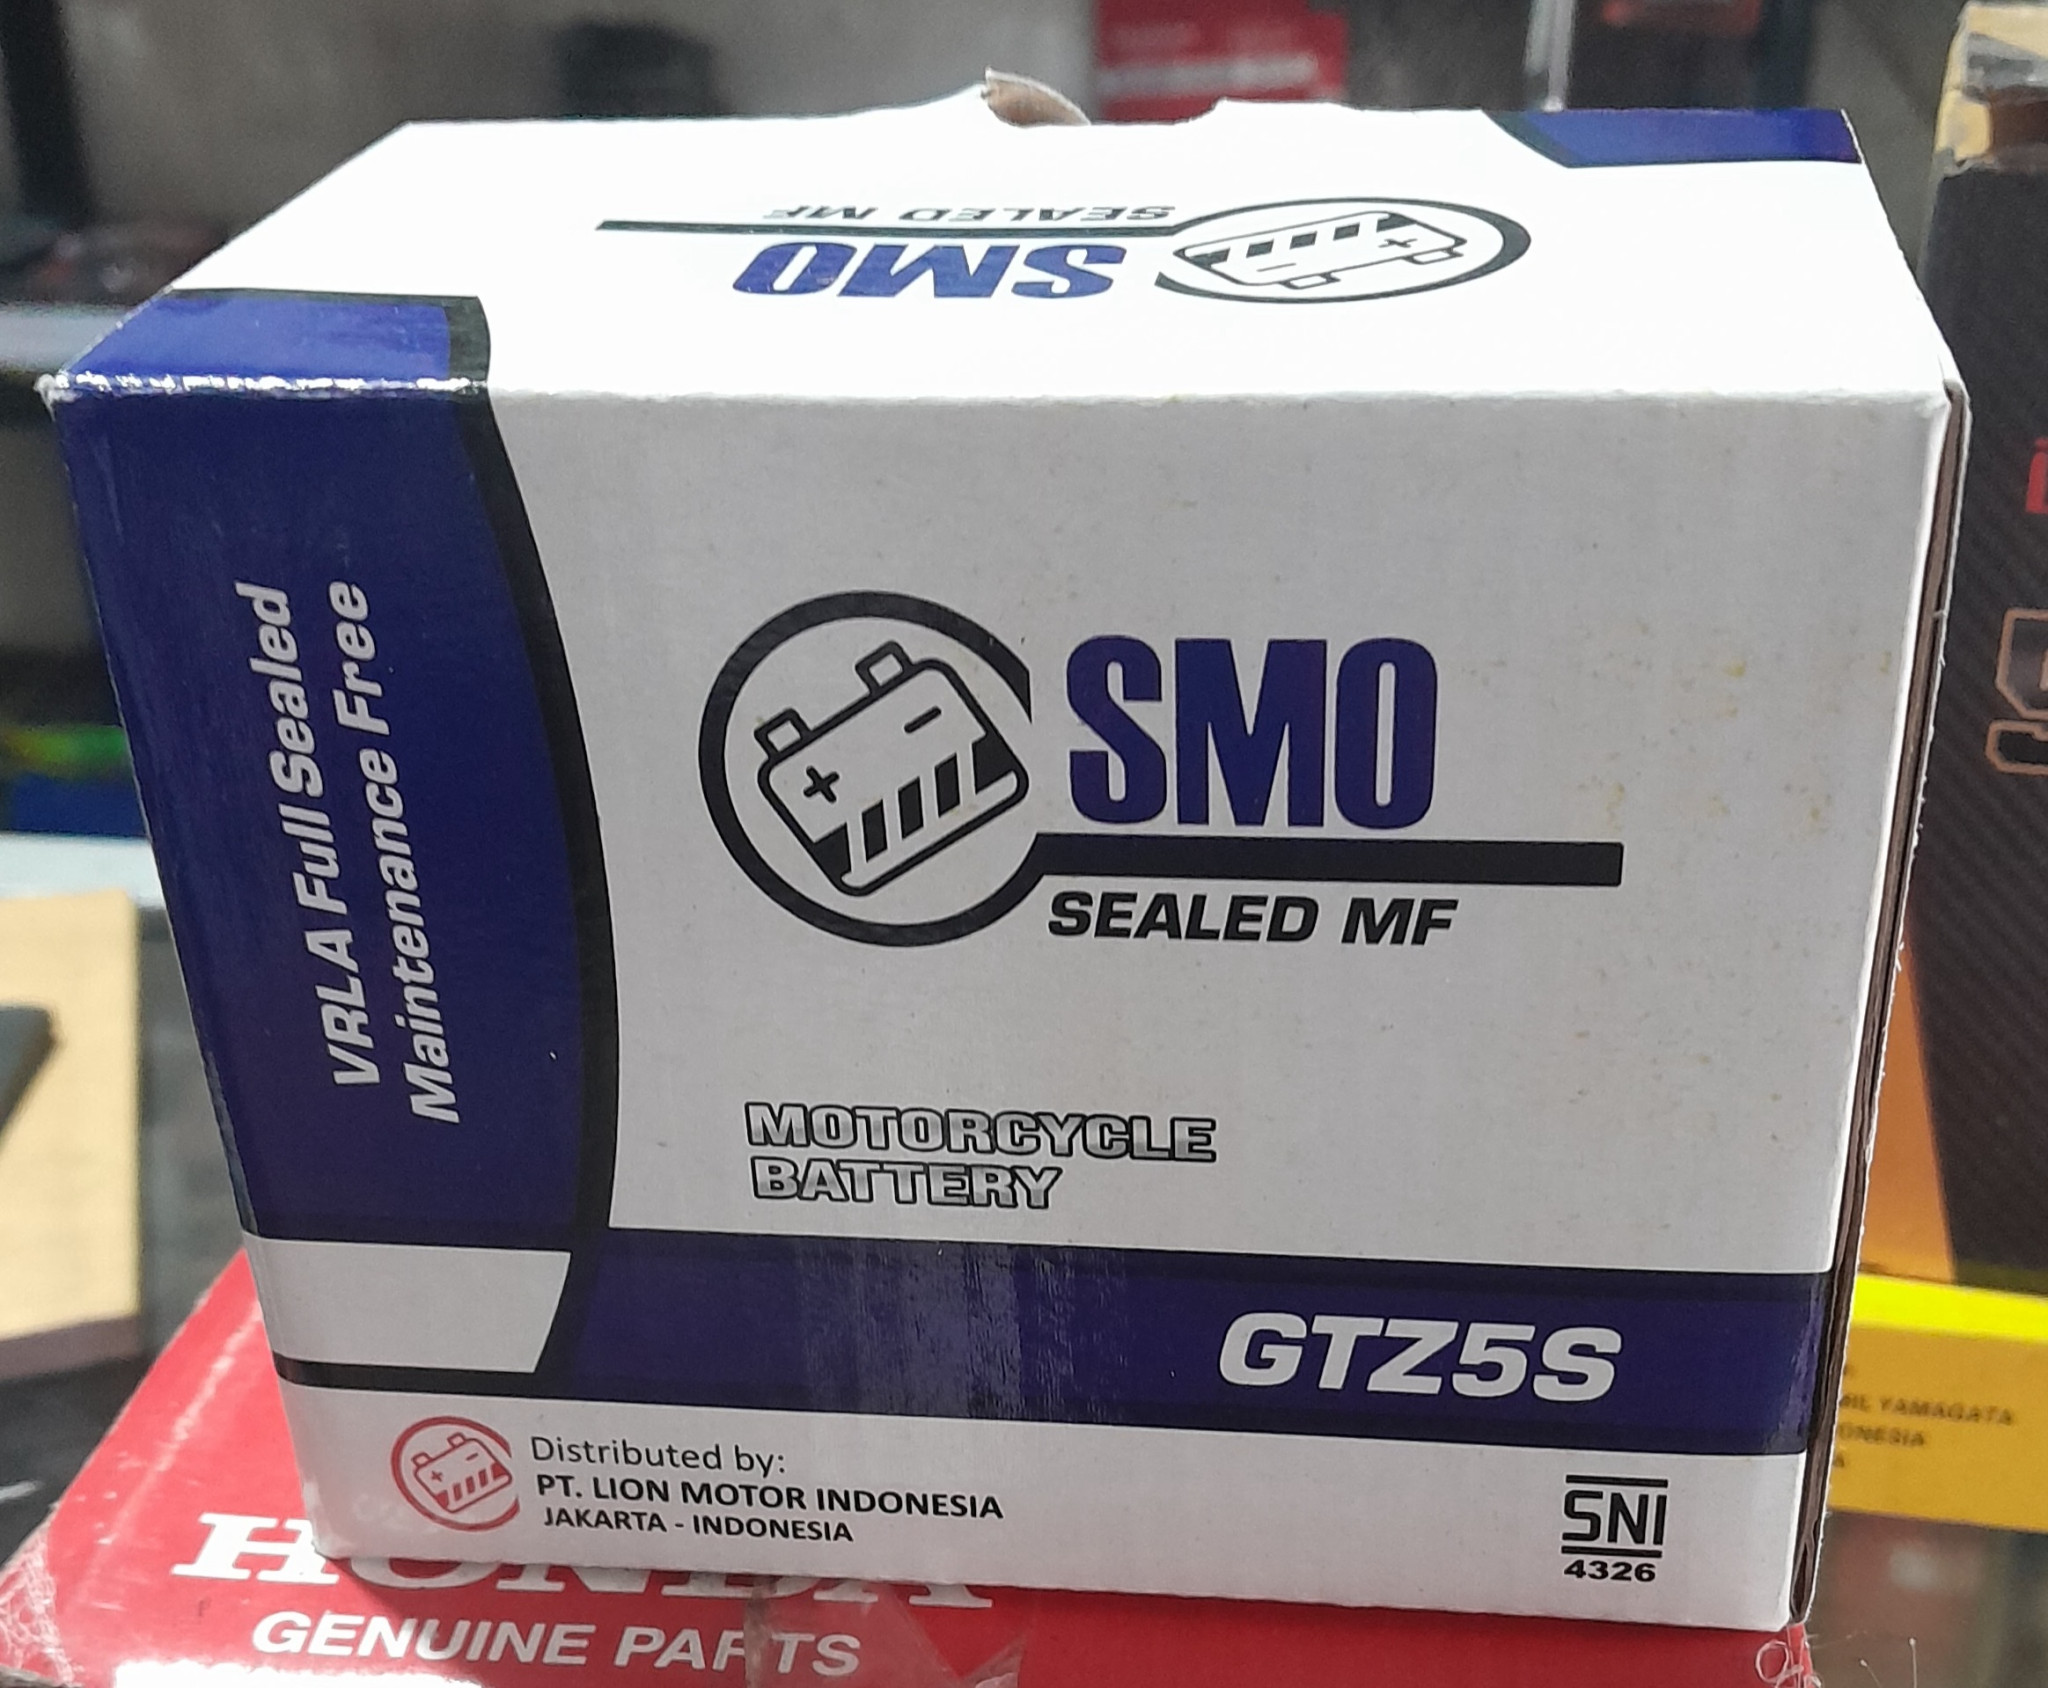 SMO
SEALED MF
VRLA Full Sealed
Maintenance Free
SMO
SEALED MF
MOTORCYCLE
BATTERY
GTZ5S
Distributed by:
PT. LION MOTOR INDONESIA
JAKARTA - INDONESIA
SNI
4326
HONDA
GENUINE PARTS
YAMAGATA